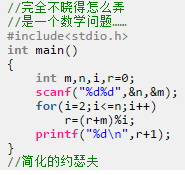 //完全不晓得怎么弄
//是一个数学问题……
#include<stdio.h>
int main()
{
    int m,n,i,r=0;
    scanf("%d%d",&n,&m);
    for(i=2;i<=n;i++)
        r=(r+m)%i;
    printf("%d\n",r+1);
}
//简化的约瑟夫